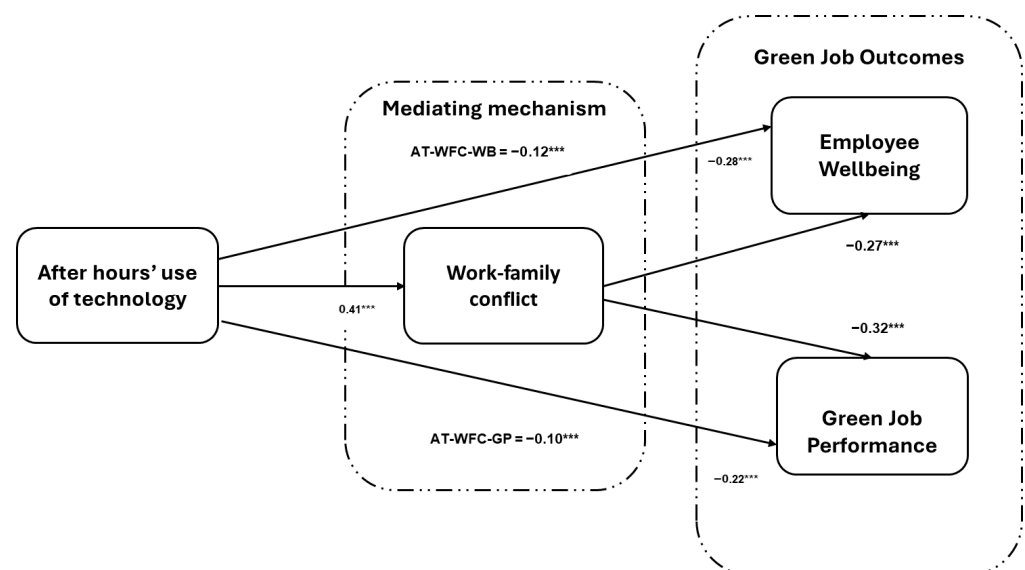 Green Job Outcomes
Mediating mechanism
AT-WFC-WB = −0.12***
Employee
Wellbeing
−0.28***
After hours’ use
of technology
Work-family
conflict
−0.27***
0.41***
−0.32***
Green Job
Performance
AT-WFC-GP = −0.10***
−0.22***